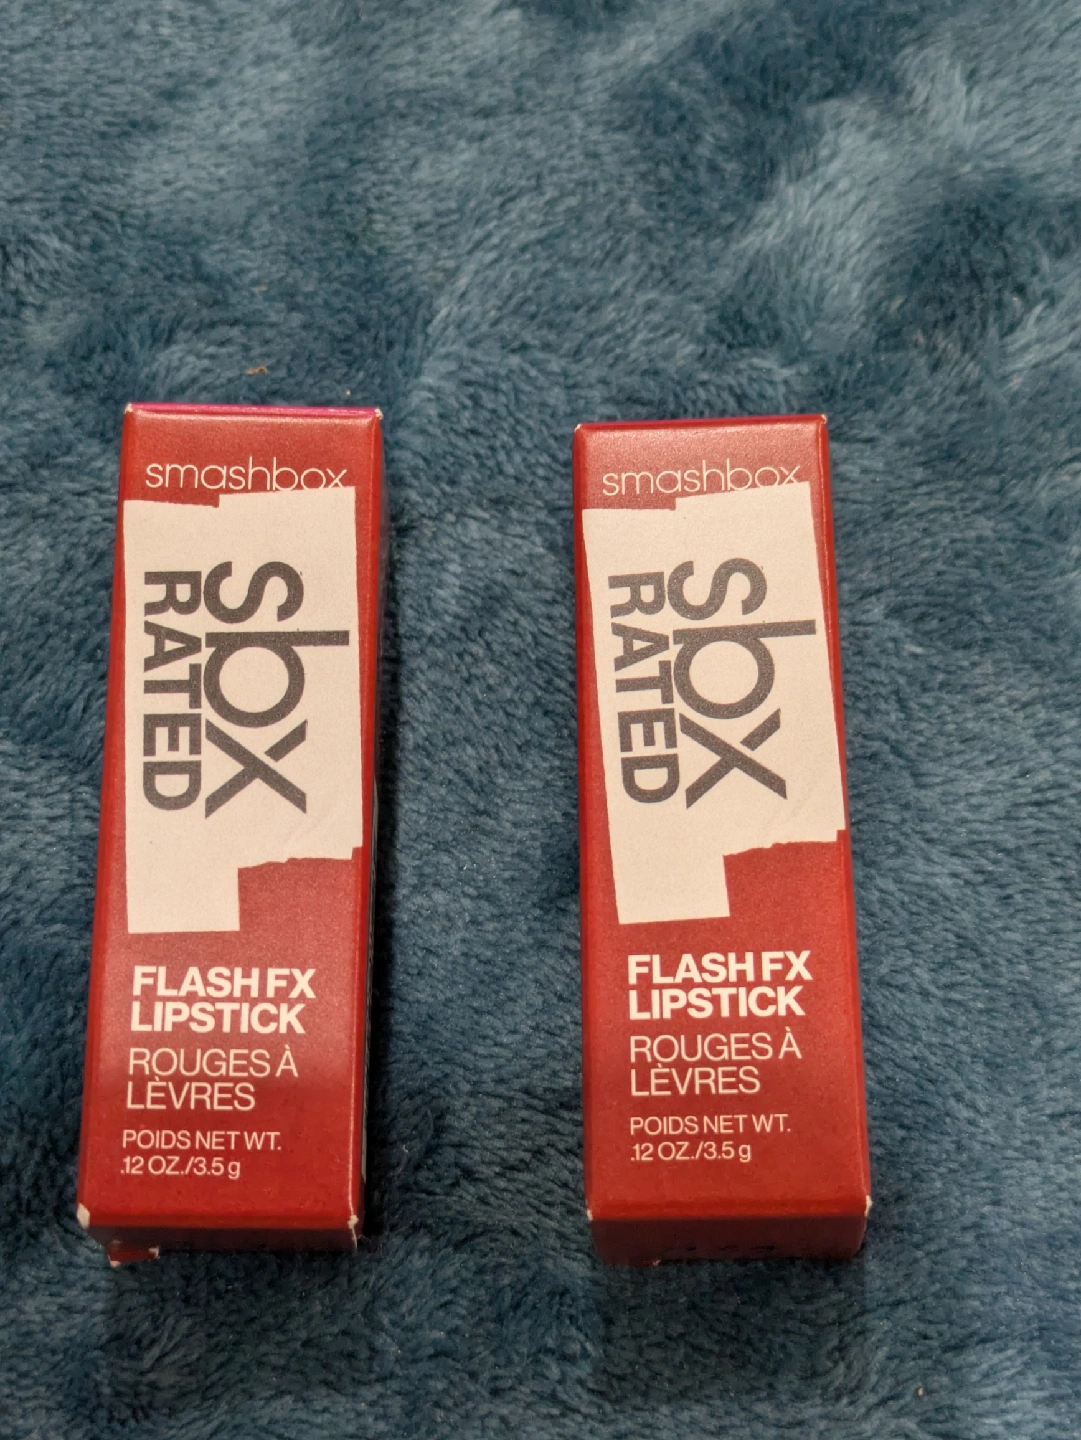 smashbox
sbx
RATED
FLASH FX
LIPSTICK
ROUGES À
LÈVRES
POIDS NET WT.
.12 OZ./3.5 g
smashbox
sbx
RATED
FLASH FX
LIPSTICK
ROUGES À
LÈVRES
POIDS NET WT.
.12 OZ./3.5 g